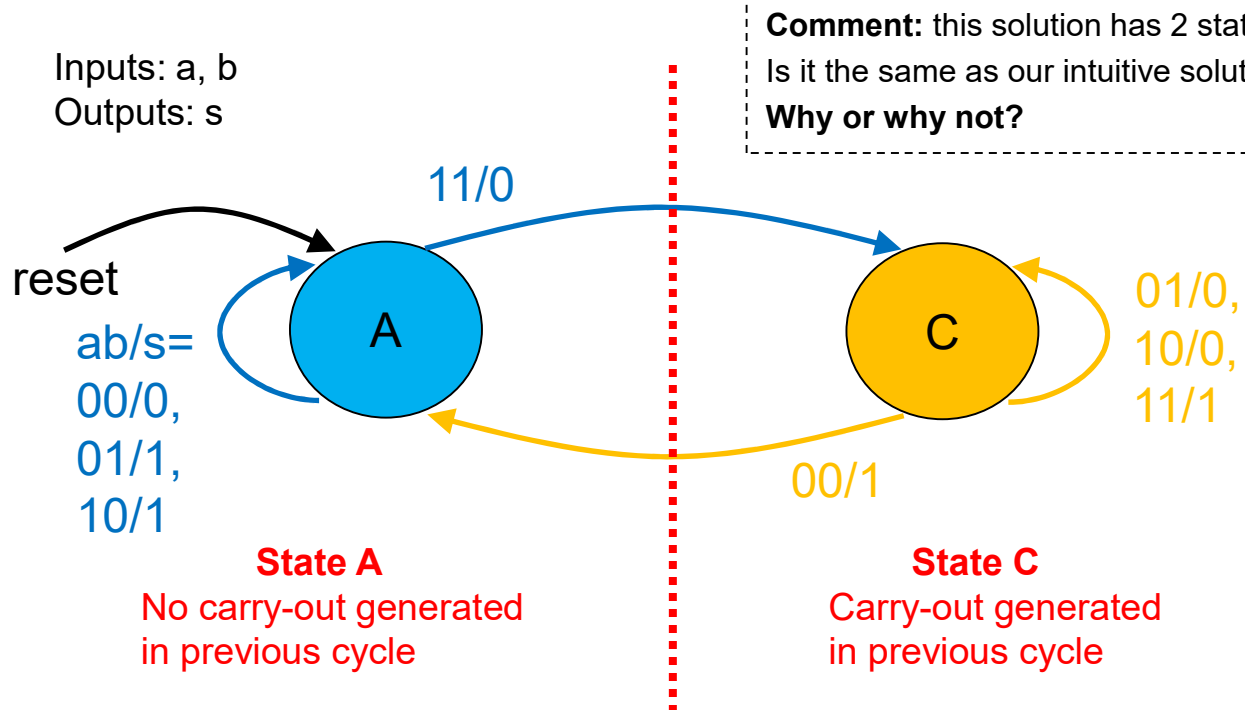 Inputs: a, b
Outputs: s
Comment: this solution has 2
Is it the same as our intuitive
Why or why not?
11/0
reset
A
C
ab/s=
00/0,
01/1,
10/1
01/0,
10/0,
11/1
00/1
State A
No carry-out generated
in previous cycle
State C
Carry-out generated
in previous cycle